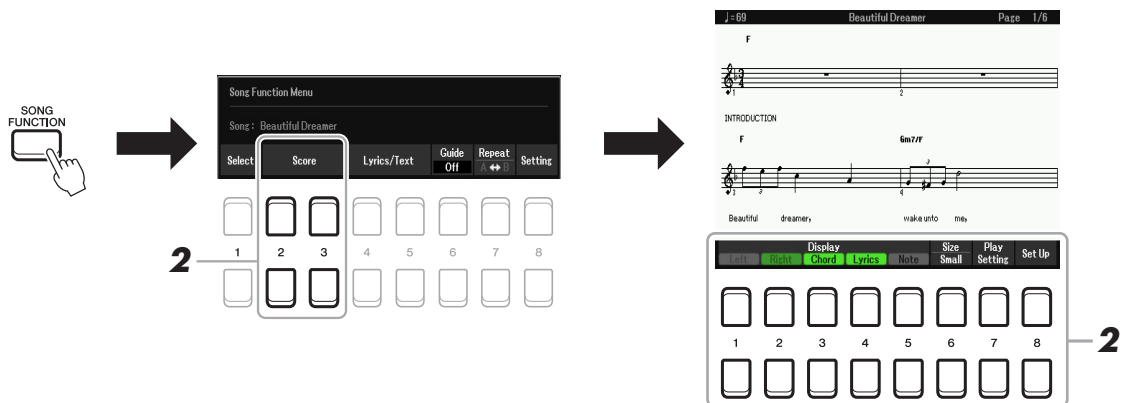 SONG
FUNCTION
Song Function Menu
Song : Beautiful Dreamer
Select Score Lyrics/Text Guide Off Repeat A ↔ B Setting
1 2 3 4 5 6 7 8
2
♩=69 Beautiful Dreamer Page 1/6
F
3
4
1 2
INTRODUCTION
F Gm7/F
3
3 3 4
Beautiful dreamer, wake unto me,
Display Size Play
Left Right Chord Lyrics Note Small Setting Set Up
1 2 3 4 5 6 7 8
2